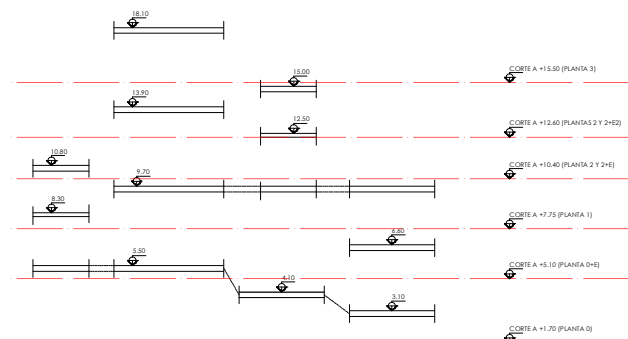 18.10
CORTE A +15.50 (PLANTA 3)
15.00
13.90
CORTE A +12.60 (PLANTAS 2 Y 2+E2)
12.50
10.80
CORTE A +10.40 (PLANTA 2 Y 2+E)
9.70
8.30
CORTE A +7.75 (PLANTA 1)
6.60
5.50
CORTE A +5.10 (PLANTA 0+E)
4.10
3.10
CORTE A +1.70 (PLANTA 0)